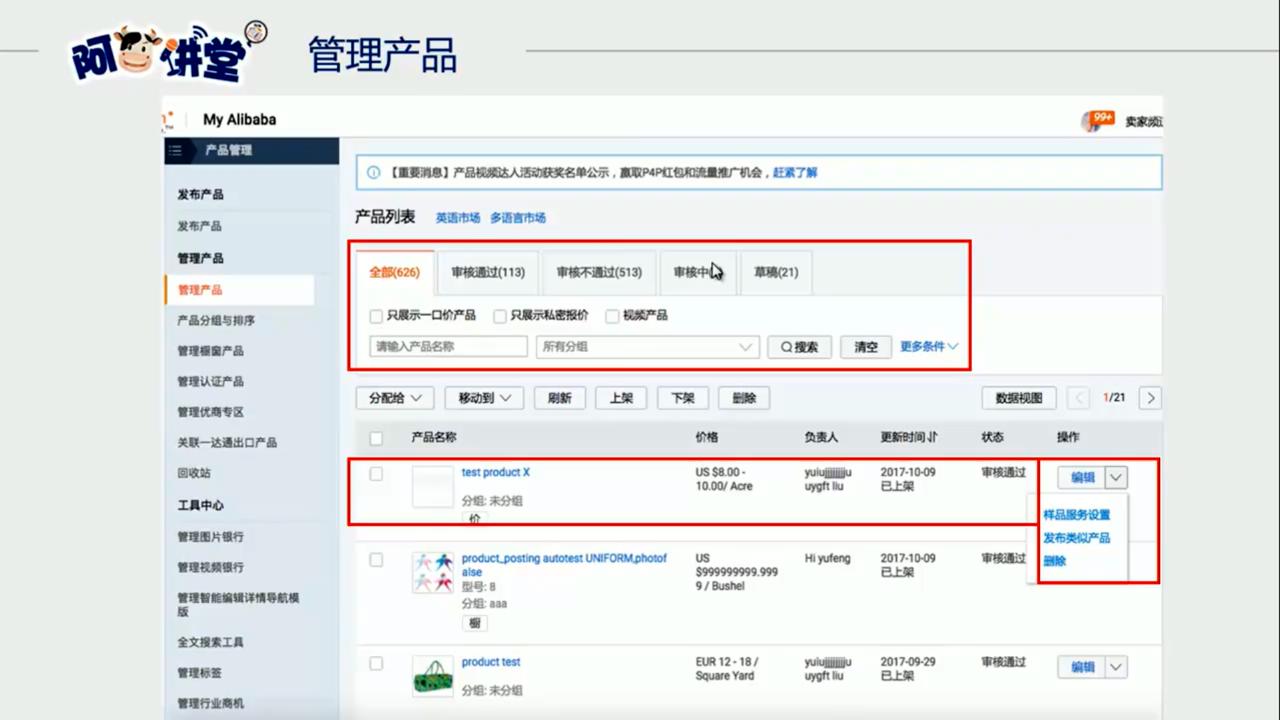 阿牛讲堂
管理产品
My Alibaba
99+
卖家频道
产品管理
【重要消息】产品视频达人活动获奖名单公示，赢取P4P红包和流量推广机会，赶紧了解
发布产品
发布产品
管理产品
管理产品
产品分组与排序
管理橱窗产品
管理认证产品
管理优商专区
关联一达通出口产品
回收站
工具中心
管理图片银行
管理视频银行
管理智能编辑详情导航模
版
全文搜索工具
管理标签
管理行业商机
产品列表 英语市场 多语言市场
全部(626) 审核通过(113) 审核不通过(513) 审核中 草稿(21)
只展示一口价产品 只展示私密报价 视频产品
请输入产品名称 所有分组 搜索 清空 更多条件
分配给 移动到 刷新 上架 下架 删除 数据视图 1/21
产品名称 价格 负责人 更新时间 状态 操作
test product X US $8.00 - yuiujjjjjjjju 2017-10-09 审核通过 编辑
10.00/ Acre uygft liu 已上架
分组: 未分组
价
样品服务设置
发布类似产品
删除
product_posting autotest UNIFORM,photof US Hi yufeng 2017-10-09 审核通过
alse $999999999.999 已上架
型号: B 9 / Bushel
分组: aaa
橱
product test EUR 12 - 18 / yuiujjjjjjjju 2017-09-29 审核通过 编辑
Square Yard uygft liu 已上架
分组: 未分组